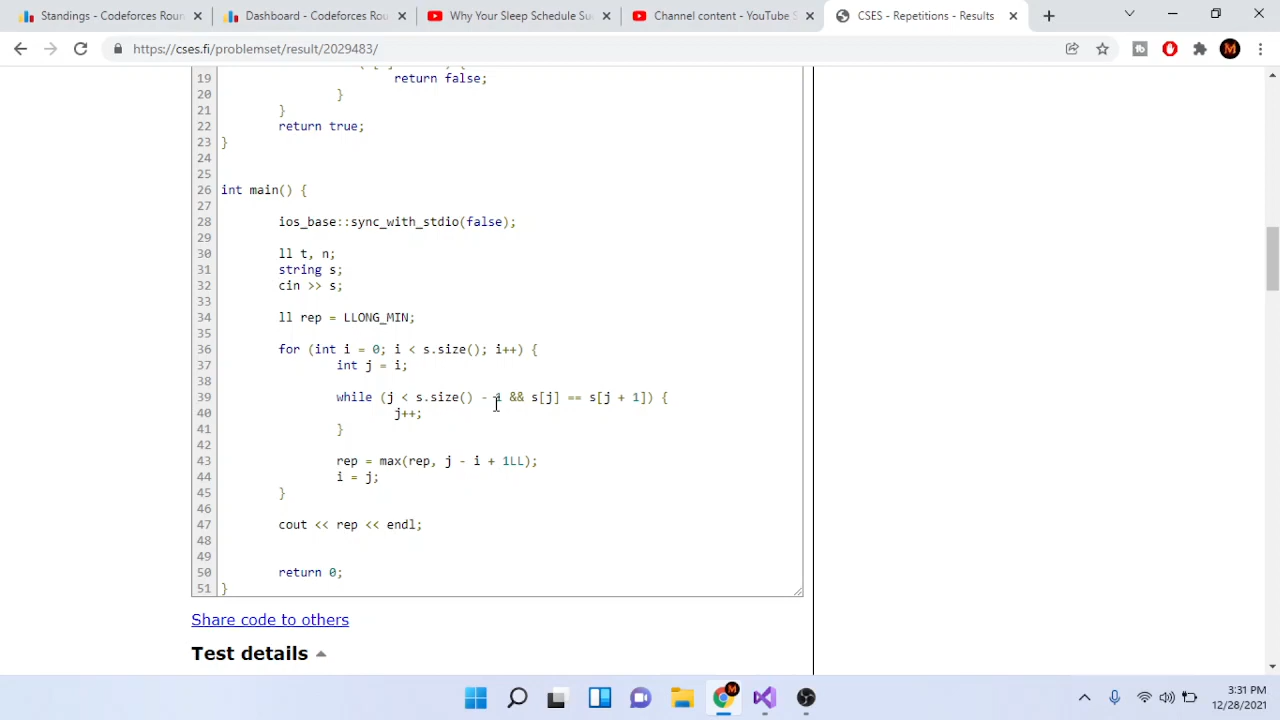 Standings - Codeforces Roun
Dashboard - Codeforces Rou
Why Your Sleep Schedule Su
Channel content - YouTube S
CSES - Repetitions - Results
https://cses.fi/problemset/result/2029483/
19 return false;
20 }
21 }
22 return true;
23 }
24
25
26 int main() {
27
28 ios_base::sync_with_stdio(false);
29
30 ll t, n;
31 string s;
32 cin >> s;
33
34 ll rep = LLONG_MIN;
35
36 for (int i = 0; i < s.size(); i++) {
37 int j = i;
38
39 while (j < s.size() - 1 && s[j] == s[j + 1]) {
40 j++;
41 }
42
43 rep = max(rep, j - i + 1LL);
44 i = j;
45 }
46
47 cout << rep << endl;
48
49
50 return 0;
51 }
Share code to others
Test details
3:31 PM
12/28/2021